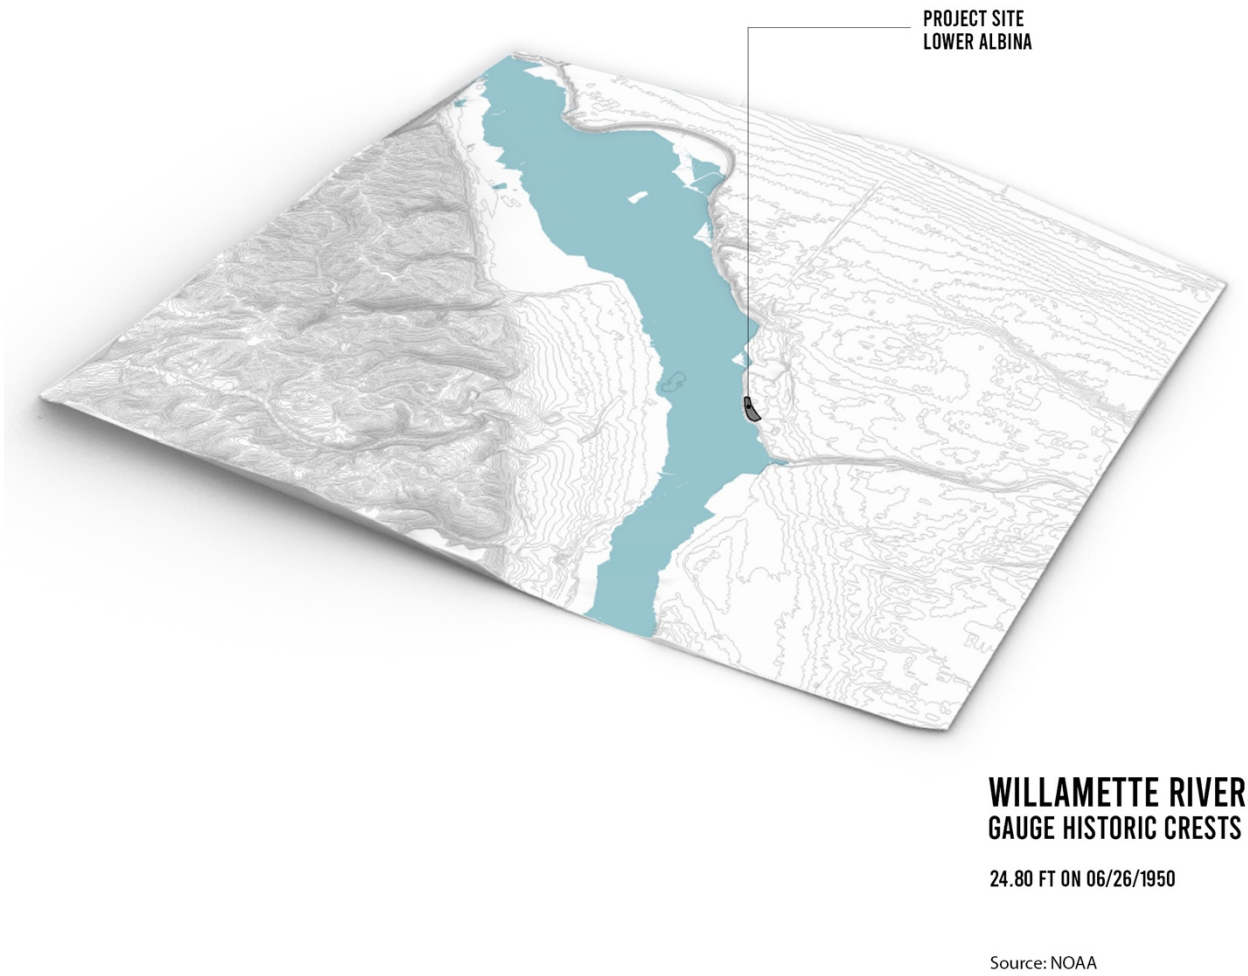 PROJECT SITE
LOWER ALBINA
WILLAMETTE RIVER
GAUGE HISTORIC CRESTS
24.80 FT ON 06/26/1950
Source: NOAA